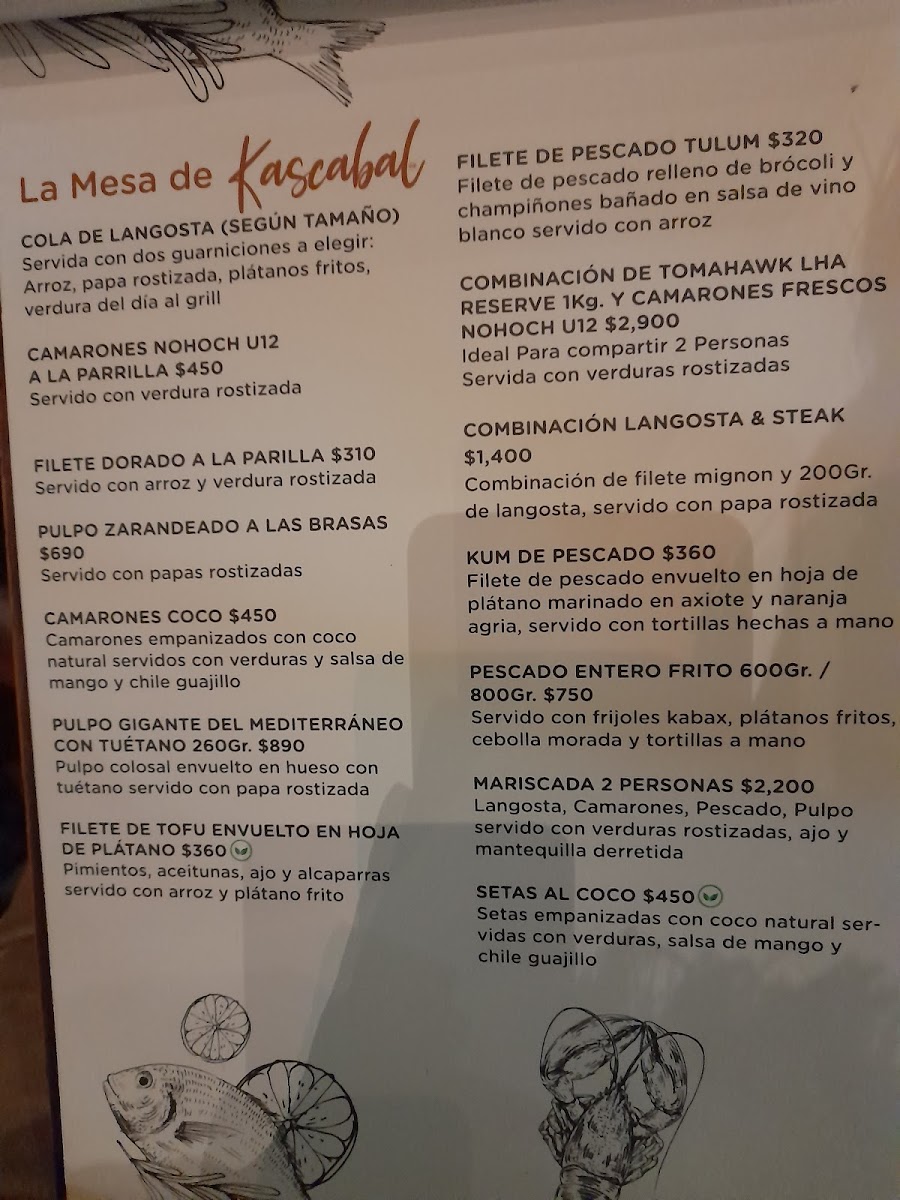 La Mesa de Kascabal
COLA DE LANGOSTA (SEGÚN TAMAÑO)
Servida con dos guarniciones a elegir:
Arroz, papa rostizada, plátanos fritos,
verdura del día al grill
CAMARONES NOHOCH U12
A LA PARRILLA $450
Servido con verdura rostizada
FILETE DORADO A LA PARILLA $310
Servido con arroz y verdura rostizada
PULPO ZARANDEADO A LAS BRASAS
$690
Servido con papas rostizadas
CAMARONES COCO $450
Camarones empanizados con coco
natural servidos con verduras y salsa de
mango y chile guajillo
PULPO GIGANTE DEL MEDITERRÁNEO
CON TUÉTANO 260Gr. $890
Pulpo colosal envuelto en hueso con
tuétano servido con papa rostizada
FILETE DE TOFU ENVUELTO EN HOJA
DE PLÁTANO $360
Pimientos, aceitunas, ajo y alcaparras
servido con arroz y plátano frito
FILETE DE PESCADO TULUM $320
Filete de pescado relleno de brócoli y
champiñones bañado en salsa de vino
blanco servido con arroz
COMBINACIÓN DE TOMAHAWK LHA
RESERVE 1Kg. Y CAMARONES FRESCOS
NOHOCH U12 $2,900
Ideal Para compartir 2 Personas
Servida con verduras rostizadas
COMBINACIÓN LANGOSTA & STEAK
$1,400
Combinación de filete mignon y 200Gr.
de langosta, servido con papa rostizada
KUM DE PESCADO $360
Filete de pescado envuelto en hoja de
plátano marinado en axiote y naranja
agria, servido con tortillas hechas a mano
PESCADO ENTERO FRITO 600Gr. /
800Gr. $750
Servido con frijoles kabax, plátanos fritos,
cebolla morada y tortillas a mano
MARISCADA 2 PERSONAS $2,200
Langosta, Camarones, Pescado, Pulpo
servido con verduras rostizadas, ajo y
mantequilla derretida
SETAS AL COCO $450
Setas empanizadas con coco natural ser-
vidas con verduras, salsa de mango y
chile guajillo